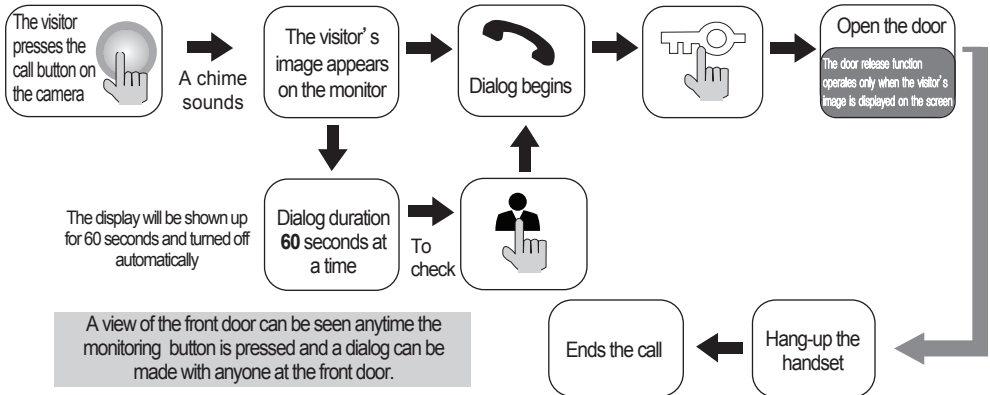 The visitor
presses the
call button on
the camera
A chime
sounds
The visitor's
image appears
on the monitor
Dialog begins
Open the door
The door release function
operates only when the visitor's
image is displayed on the screen
The display will be shown up
for 60 seconds and turned off
automatically
Dialog duration
60 seconds at
a time
To
check
A view of the front door can be seen anytime the
monitoring button is pressed and a dialog can be
made with anyone at the front door.
Ends the call
Hang-up the
handset